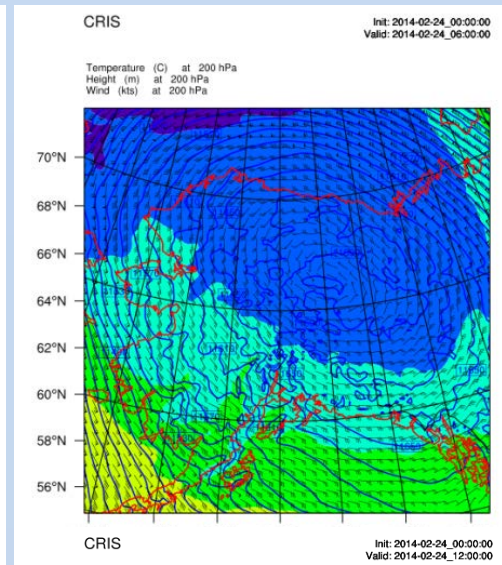 CRIS
Init: 2014-02-24_00:00:00
Valid: 2014-02-24_06:00:00
Temperature (C) at 200 hPa
Height (m) at 200 hPa
Wind (kts) at 200 hPa
70°N
68°N
66°N
64°N
62°N
60°N
58°N
56°N
CRIS
Init: 2014-02-24_00:00:00
Valid: 2014-02-24_12:00:00